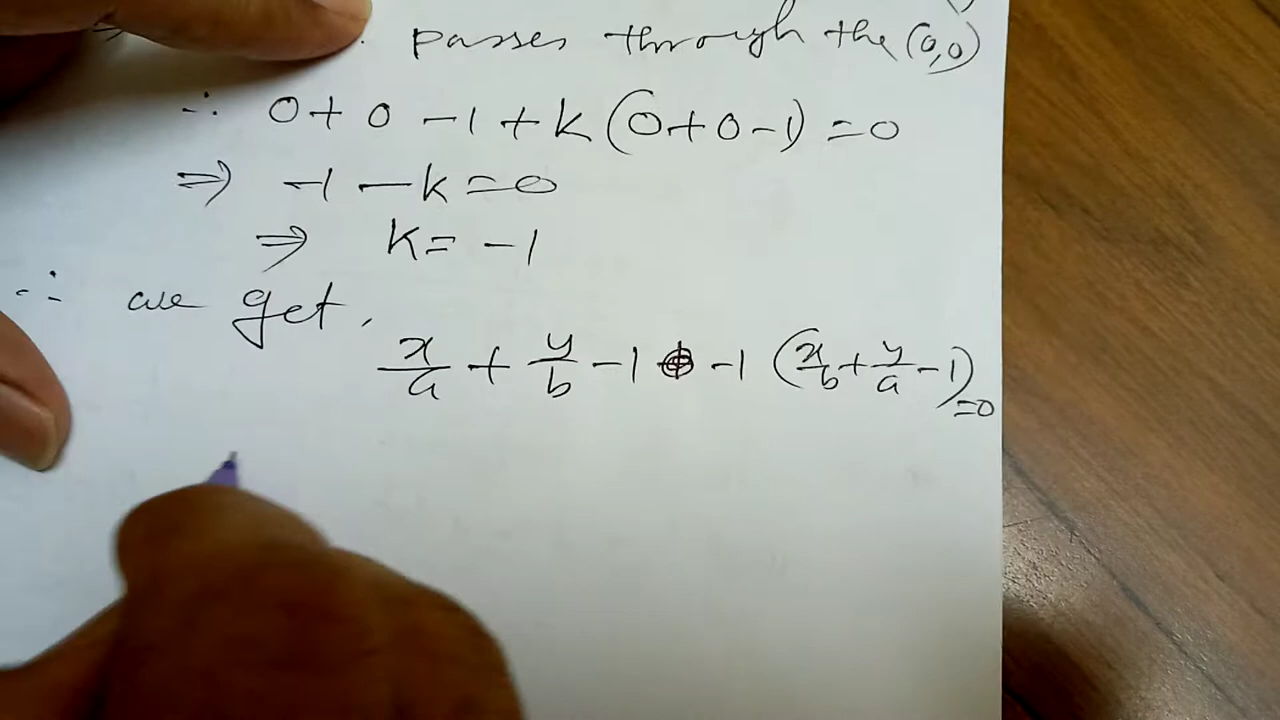 passes through the (0,0)
∴ 0+0-1+k(0+0-1)=0
⇒ -1-k=0
⇒ k=-1
∴ we get,
x/a + y/b -1 -1 (x/b + y/a -1)=0